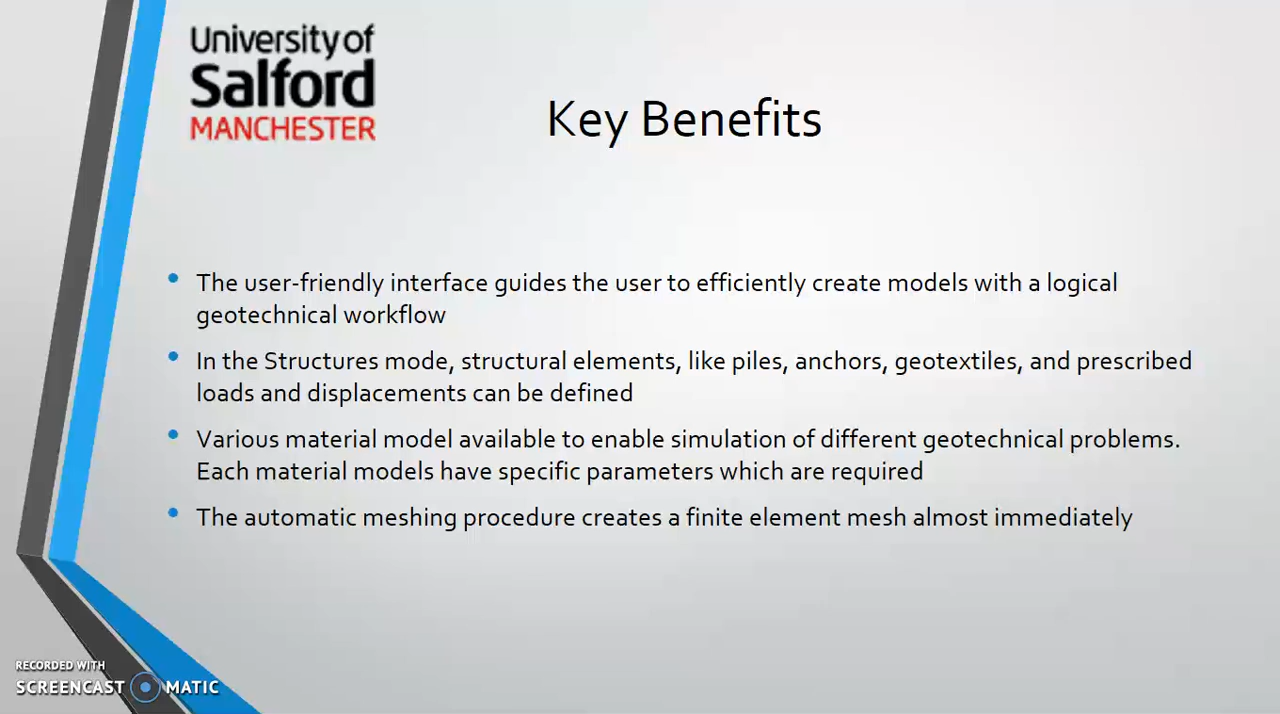 University of
Salford
MANCHESTER
Key Benefits
• The user-friendly interface guides the user to efficiently create models with a logical
geotechnical workflow
• In the Structures mode, structural elements, like piles, anchors, geotextiles, and prescribed
loads and displacements can be defined
• Various material model available to enable simulation of different geotechnical problems.
Each material models have specific parameters which are required
• The automatic meshing procedure creates a finite element mesh almost immediately
RECORDED WITH
SCREENCAST MATIC